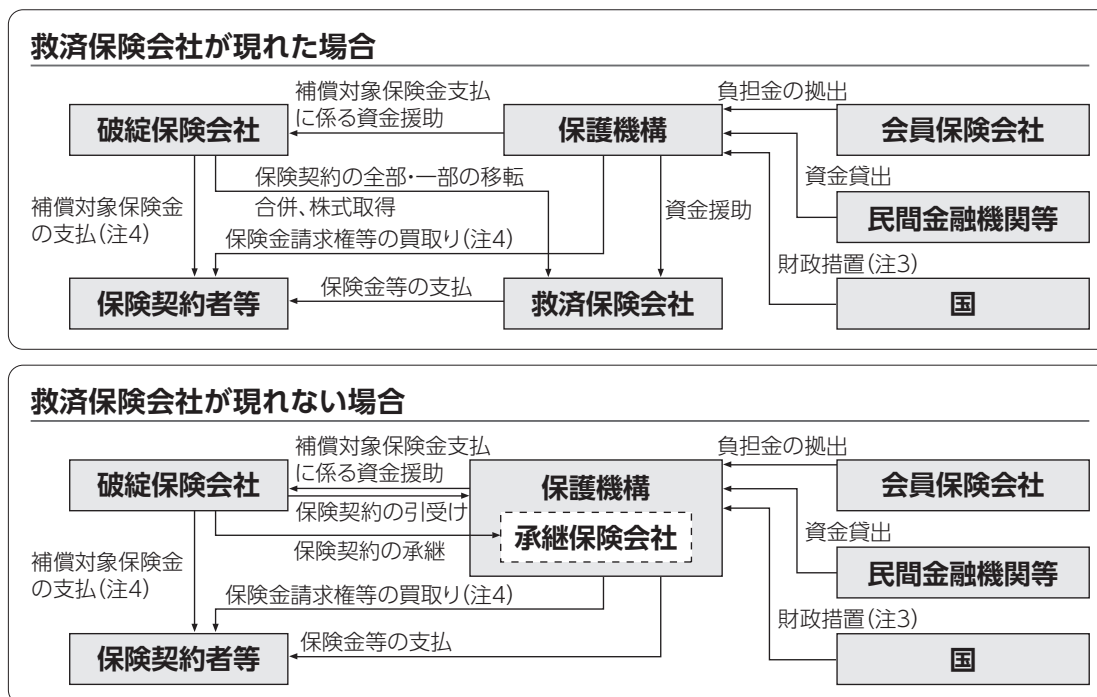 救済保険会社が現れた場合
補償対象保険金支払
に係る資金援助
負担金の拠出
破綻保険会社
保護機構
会員保険会社
保険契約の全部・一部の移転
合併、株式取得
資金貸出
補償対象保険金
の支払(注4)
資金援助
民間金融機関等
保険金請求権等の買取り(注4)
財政措置(注3)
保険契約者等
保険金等の支払
救済保険会社
国
救済保険会社が現れない場合
補償対象保険金支払
に係る資金援助
負担金の拠出
破綻保険会社
保護機構
会員保険会社
保険契約の引受け
承継保険会社
資金貸出
保険契約の承継
補償対象保険金
の支払(注4)
民間金融機関等
保険金請求権等の買取り(注4)
財政措置(注3)
保険契約者等
保険金等の支払
国